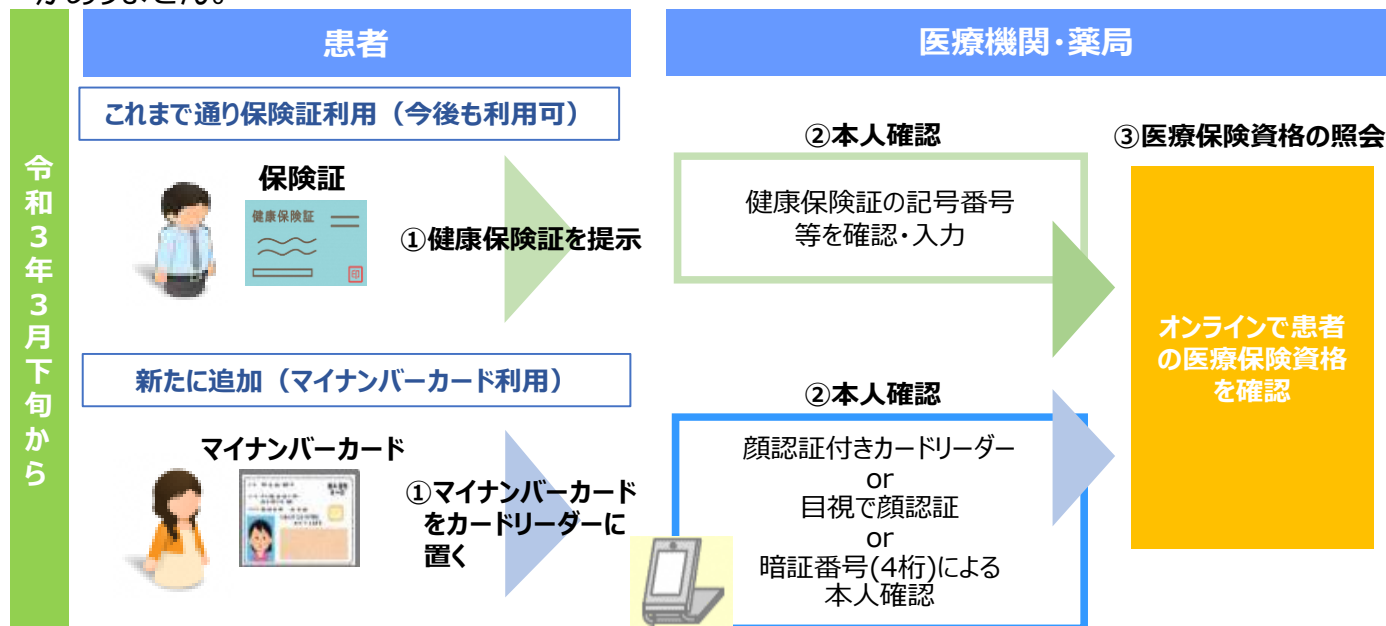 がありません。
患者
医療機関・薬局
令和3年3月下旬から
これまで通り保険証利用（今後も利用可）
保険証
健康保険証
印
①健康保険証を提示
②本人確認
健康保険証の記号番号
等を確認・入力
③医療保険資格の照会
オンラインで患者
の医療保険資格
を確認
新たに追加（マイナンバーカード利用）
マイナンバーカード
①マイナンバーカード
をカードリーダーに
置く
②本人確認
顔認証付きカードリーダー
or
目視で顔認証
or
暗証番号(4桁)による
本人確認